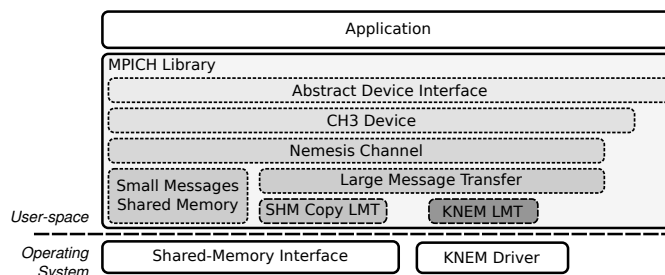 Application
MPICH Library
Abstract Device Interface
CH3 Device
Nemesis Channel
Small Messages
Shared Memory
Large Message Transfer
SHM Copy LMT
KNEM LMT
User-space
Operating
System
Shared-Memory Interface
KNEM Driver